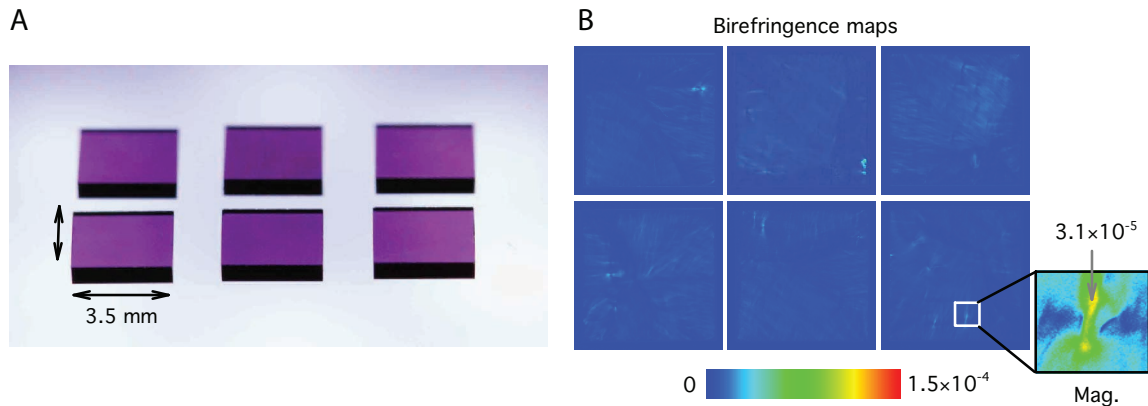 A
3.5 mm
B
Birefringence maps
3.1×10⁻⁵
0
1.5×10⁻⁴
Mag.